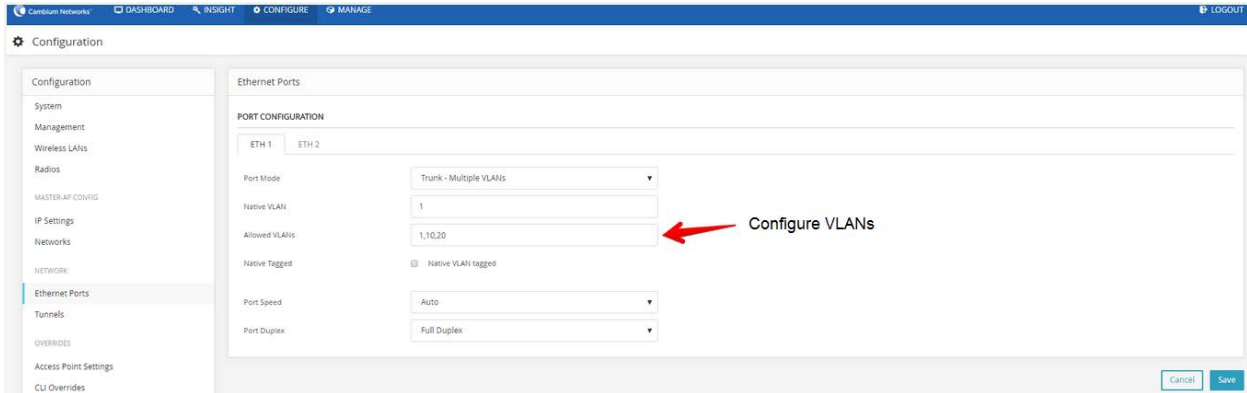 Cambium Networks™ DASHBOARD INSIGHT CONFIGURE MANAGE LOGOUT
Configuration
Configuration
System
Management
Wireless LANs
Radios
MASTER-AP CONFIG
IP Settings
Networks
NETWORK
Ethernet Ports
Tunnels
OVERRIDES
Access Point Settings
CLI Overrides
Ethernet Ports
PORT CONFIGURATION
ETH 1 ETH 2
Port Mode Trunk - Multiple VLANs
Native VLAN 1
Allowed VLANs 1,10,20
Configure VLANs
Native Tagged Native VLAN tagged
Port Speed Auto
Port Duplex Full Duplex
Cancel Save